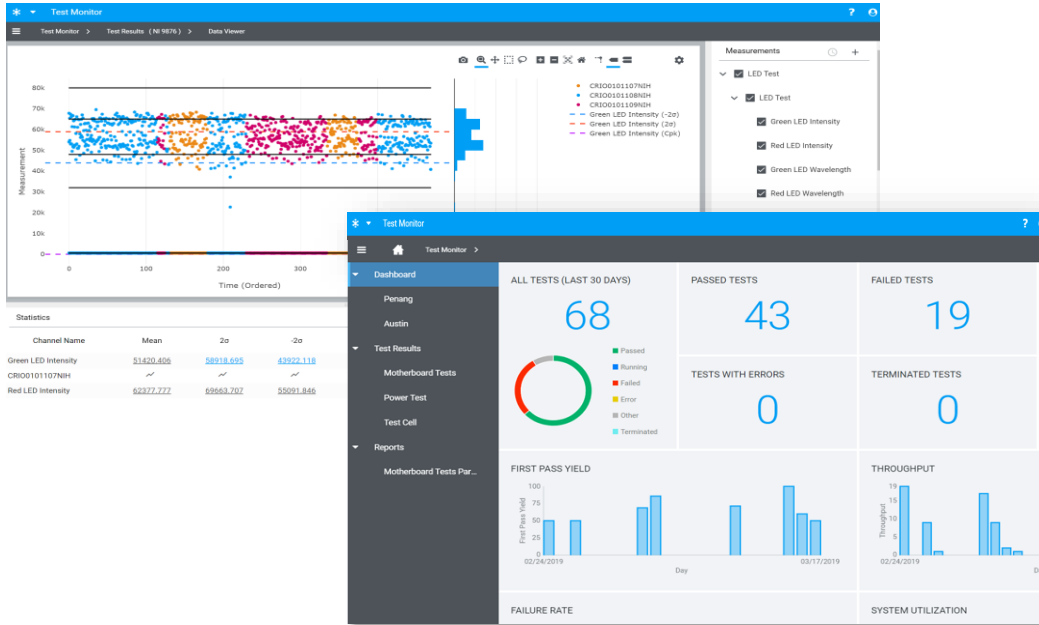 Test Monitor
?
Test Monitor > Test Results ( NI 9876 ) > Data Viewer
80k
70k
60k
50k
40k
30k
20k
10k
0
Measurement
0 100 200 300
Time (Ordered)
CRIO0101107NIH
CRIO0101108NIH
CRIO0101109NIH
Green LED Intensity (-2σ)
Green LED Intensity (2σ)
Green LED Intensity (Cpk)
Measurements
+
LED Test
LED Test
Green LED Intensity
Red LED Intensity
Green LED Wavelength
Red LED Wavelength
Statistics
Channel Name Mean 2σ -2σ
Green LED Intensity 51420.406 58918.695 43922.118
CRIO0101107NIH
Red LED Intensity 62377.777 69663.707 55091.846
Test Monitor
?
Test Monitor >
Dashboard
Penang
Austin
Test Results
Motherboard Tests
Power Test
Test Cell
Reports
Motherboard Tests Par...
ALL TESTS (LAST 30 DAYS)
68
Passed
Running
Failed
Error
Other
Terminated
PASSED TESTS
43
FAILED TESTS
19
TESTS WITH ERRORS
0
TERMINATED TESTS
0
FIRST PASS YIELD
100
75
50
25
0
First Pass Yield
02/24/2019 03/17/2019
Day
THROUGHPUT
19
15
10
5
0
Throughput
02/24/2019
D
FAILURE RATE
SYSTEM UTILIZATION